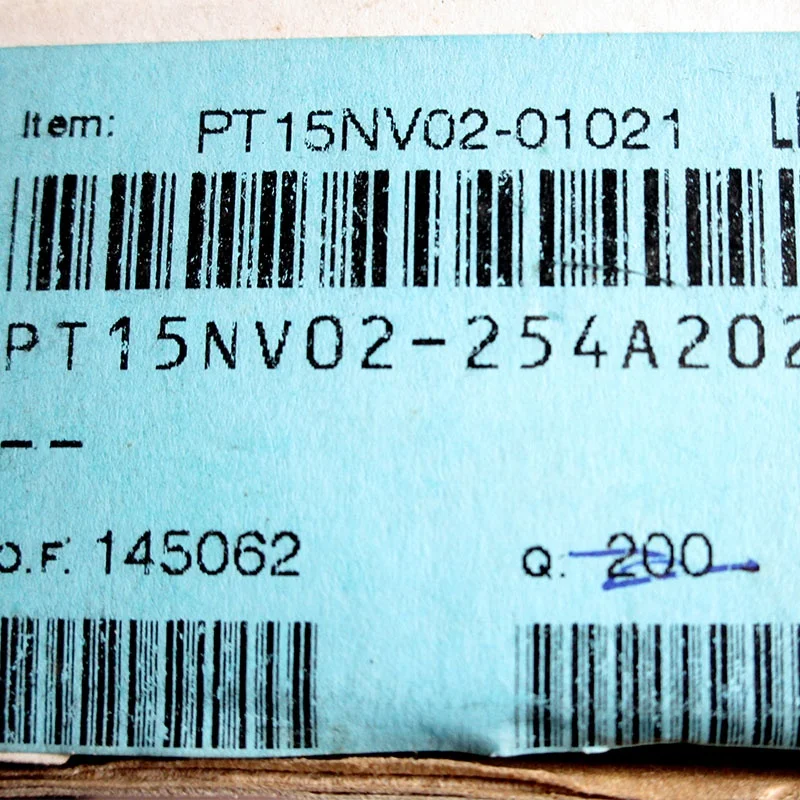 Item: PT15NV02-01021
PT15NV02-254A202
--
O.F. 145062
Q. 200